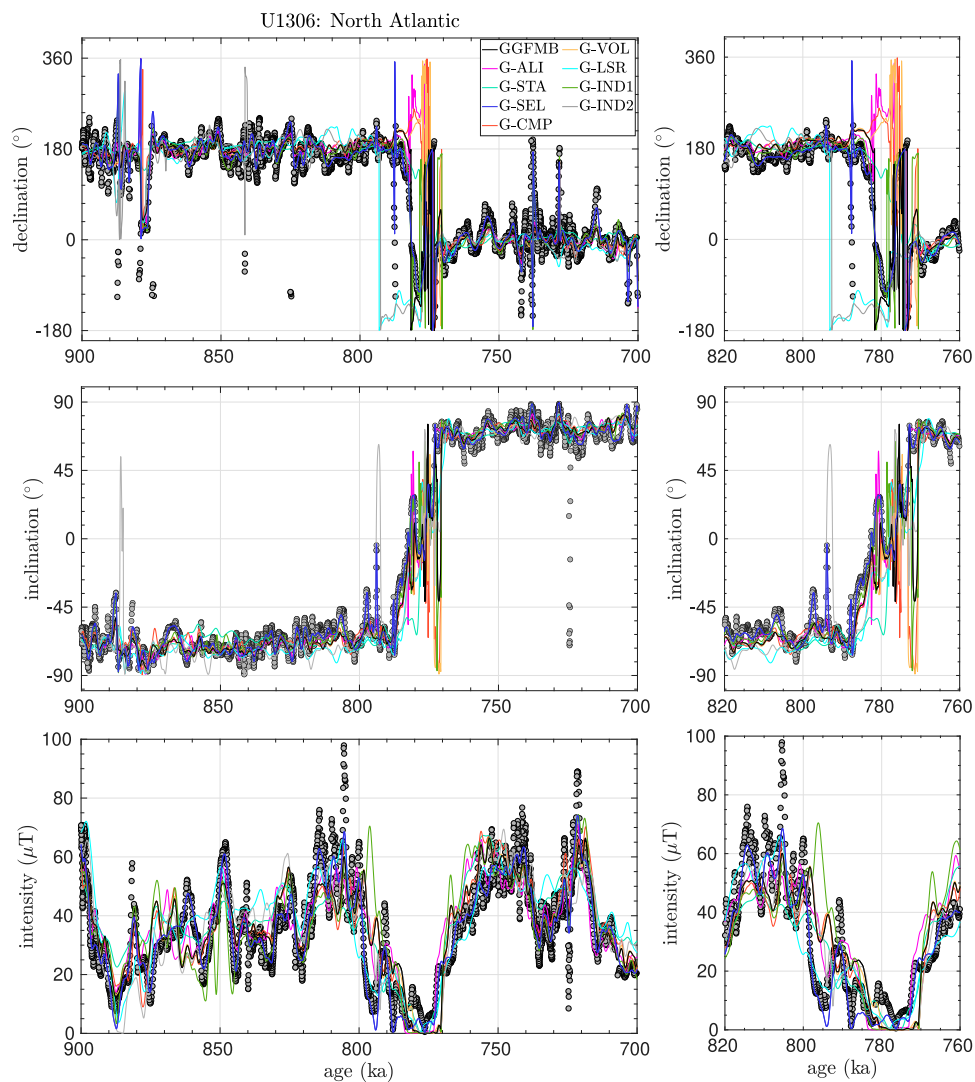 U1306: North Atlantic
GGFMB
G-ALI
G-STA
G-SEL
G-CMP
G-VOL
G-LSR
G-IND1
G-IND2
declination (°)
360
180
0
-180
900 850 800 750 700
declination (°)
360
180
0
-180
820 800 780 760
inclination (°)
90
45
0
-45
-90
900 850 800 750 700
inclination (°)
90
45
0
-45
-90
820 800 780 760
intensity (μT)
100
80
60
40
20
0
900 850 800 750 700
age (ka)
intensity (μT)
100
80
60
40
20
0
820 800 780 760
age (ka)